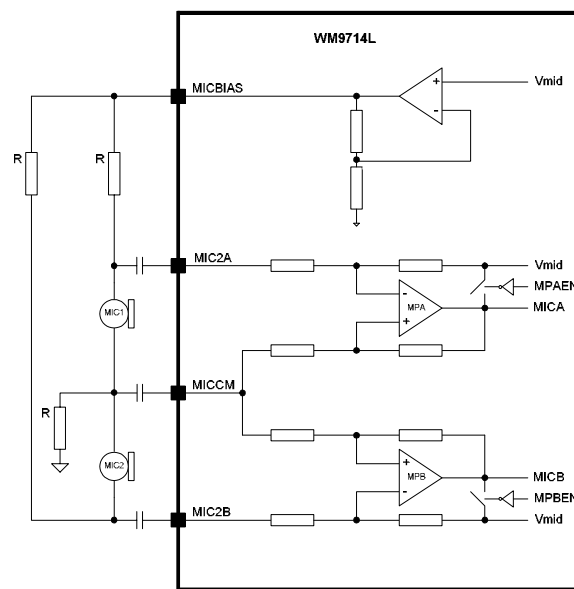 WM9714L
MICBIAS
+
Vmid
-
R
R
MIC2A
Vmid
-
MPAEN
MIC1
MPA
MICA
+
MICCM
R
+
MIC2
MPB
MICB
-
MPBEN
MIC2B
Vmid